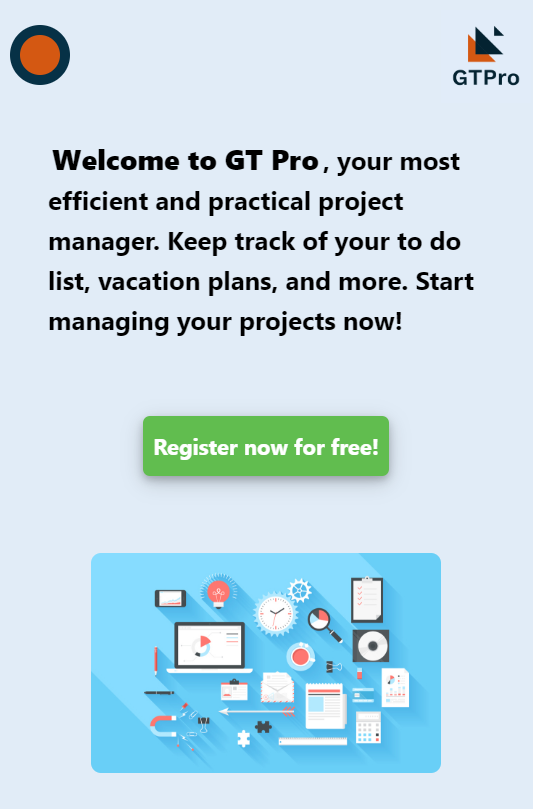 GTPro
Welcome to GT Pro, your most
efficient and practical project
manager. Keep track of your to do
list, vacation plans, and more. Start
managing your projects now!
Register now for free!